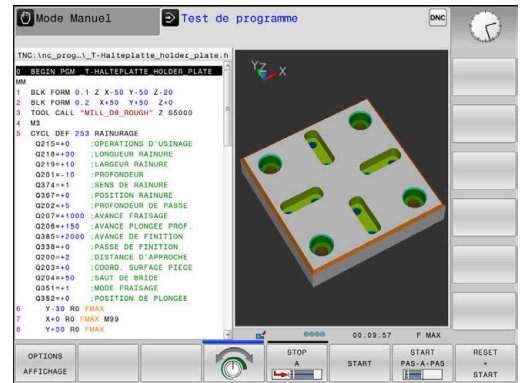 Mode Manuel
Test de programme
DNC
TNC:\nc_prog…\_T-Halteplatte_holder_plate.h
0 BEGIN PGM _T-HALTEPLATTE_HOLDER_PLATE
MM
1 BLK FORM 0.1 Z X-50 Y-50 Z-20
2 BLK FORM 0.2 X+50 Y+50 Z+0
3 TOOL CALL "MILL_D8_ROUGH" Z S5000
4 M3
5 CYCL DEF 253 RAINURAGE
Q215=+0 ;OPERATIONS D'USINAGE
Q218=+30 ;LONGUEUR RAINURE
Q219=+10 ;LARGEUR RAINURE
Q201=-10 ;PROFONDEUR
Q374=+1 ;SENS DE RAINURE
Q367=+0 ;POSITION RAINURE
Q202=+5 ;PROFONDEUR DE PASSE
Q207=+1000 ;AVANCE FRAISAGE
Q206=+150 ;AVANCE PLONGEE PROF.
Q385=+2000 ;AVANCE DE FINITION
Q338=+0 ;PASSE DE FINITION
Q200=+2 ;DISTANCE D'APPROCHE
Q203=+0 ;COORD. SURFACE PIECE
Q204=+50 ;SAUT DE BRIDE
Q351=+1 ;MODE FRAISAGE
Q352=+0 ;POSITION DE PLONGEE
6 Y-30 R0 FMAX
7 X+0 R0 FMAX M99
8 Y+30 R0 FMAX
Y Z X
00:09:57 F MAX
OPTIONS
AFFICHAGE
STOP
A
START
START
PAS-A-PAS
RESET
+
START